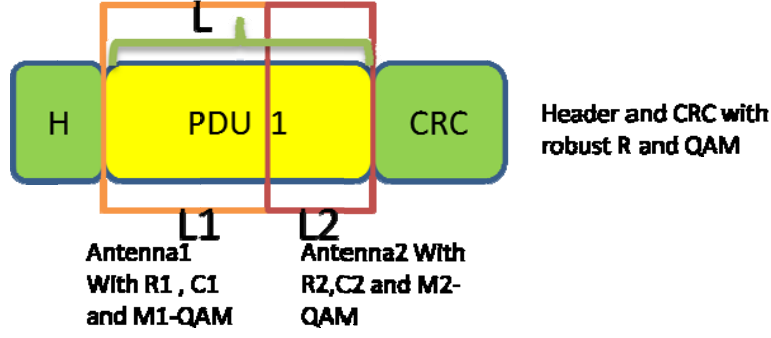 L
H
PDU 1
CRC
Header and CRC with
robust R and QAM
L1
L2
Antenna1
With R1 , C1
and M1-QAM
Antenna2 With
R2,C2 and M2-
QAM